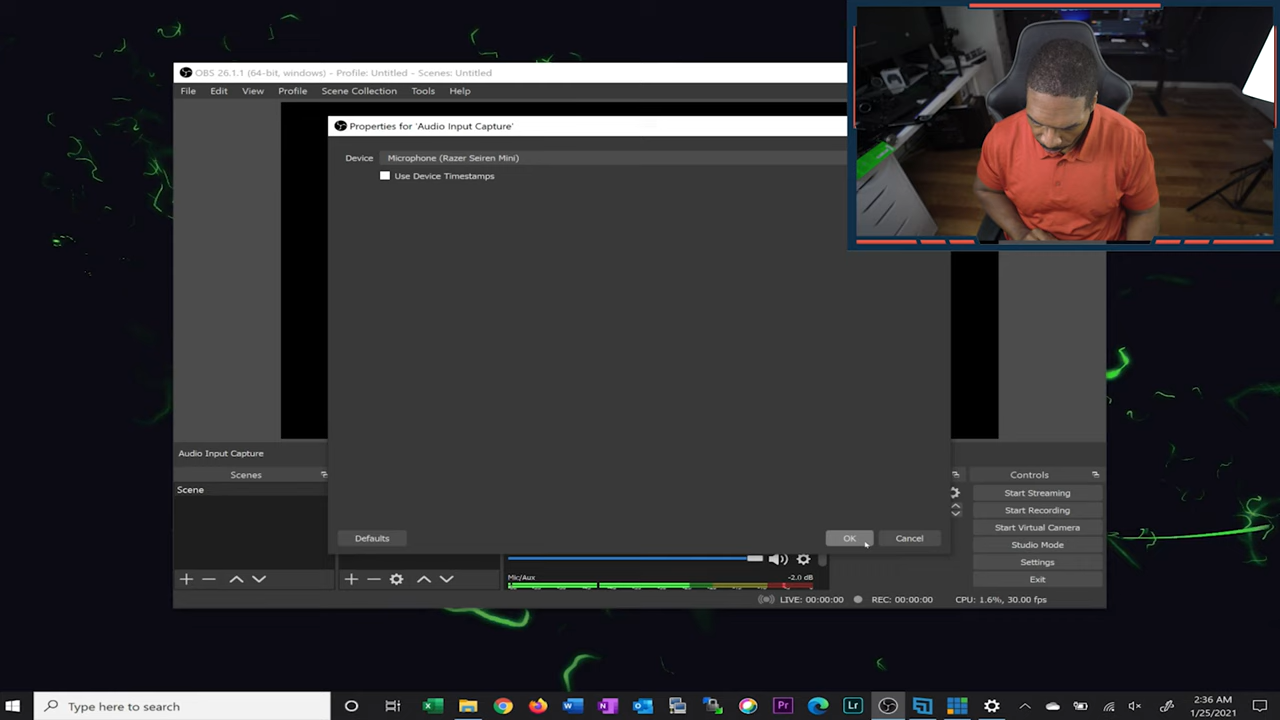 OBS 26.1.1 (64-bit, windows) - Profile: Untitled - Scenes: Untitled
File Edit View Profile Scene Collection Tools Help
Properties for 'Audio Input Capture'
Device Microphone (Razer Seiren Mini)
Use Device Timestamps
Audio Input Capture
Scenes
Controls
Scene
Start Streaming
Start Recording
Start Virtual Camera
Defaults
OK
Cancel
Studio Mode
Settings
Mic/Aux
-2.0 dB
Exit
LIVE: 00:00:00 REC: 00:00:00 CPU: 1.6%, 30.00 fps
Type here to search
2:36 AM
1/25/2021